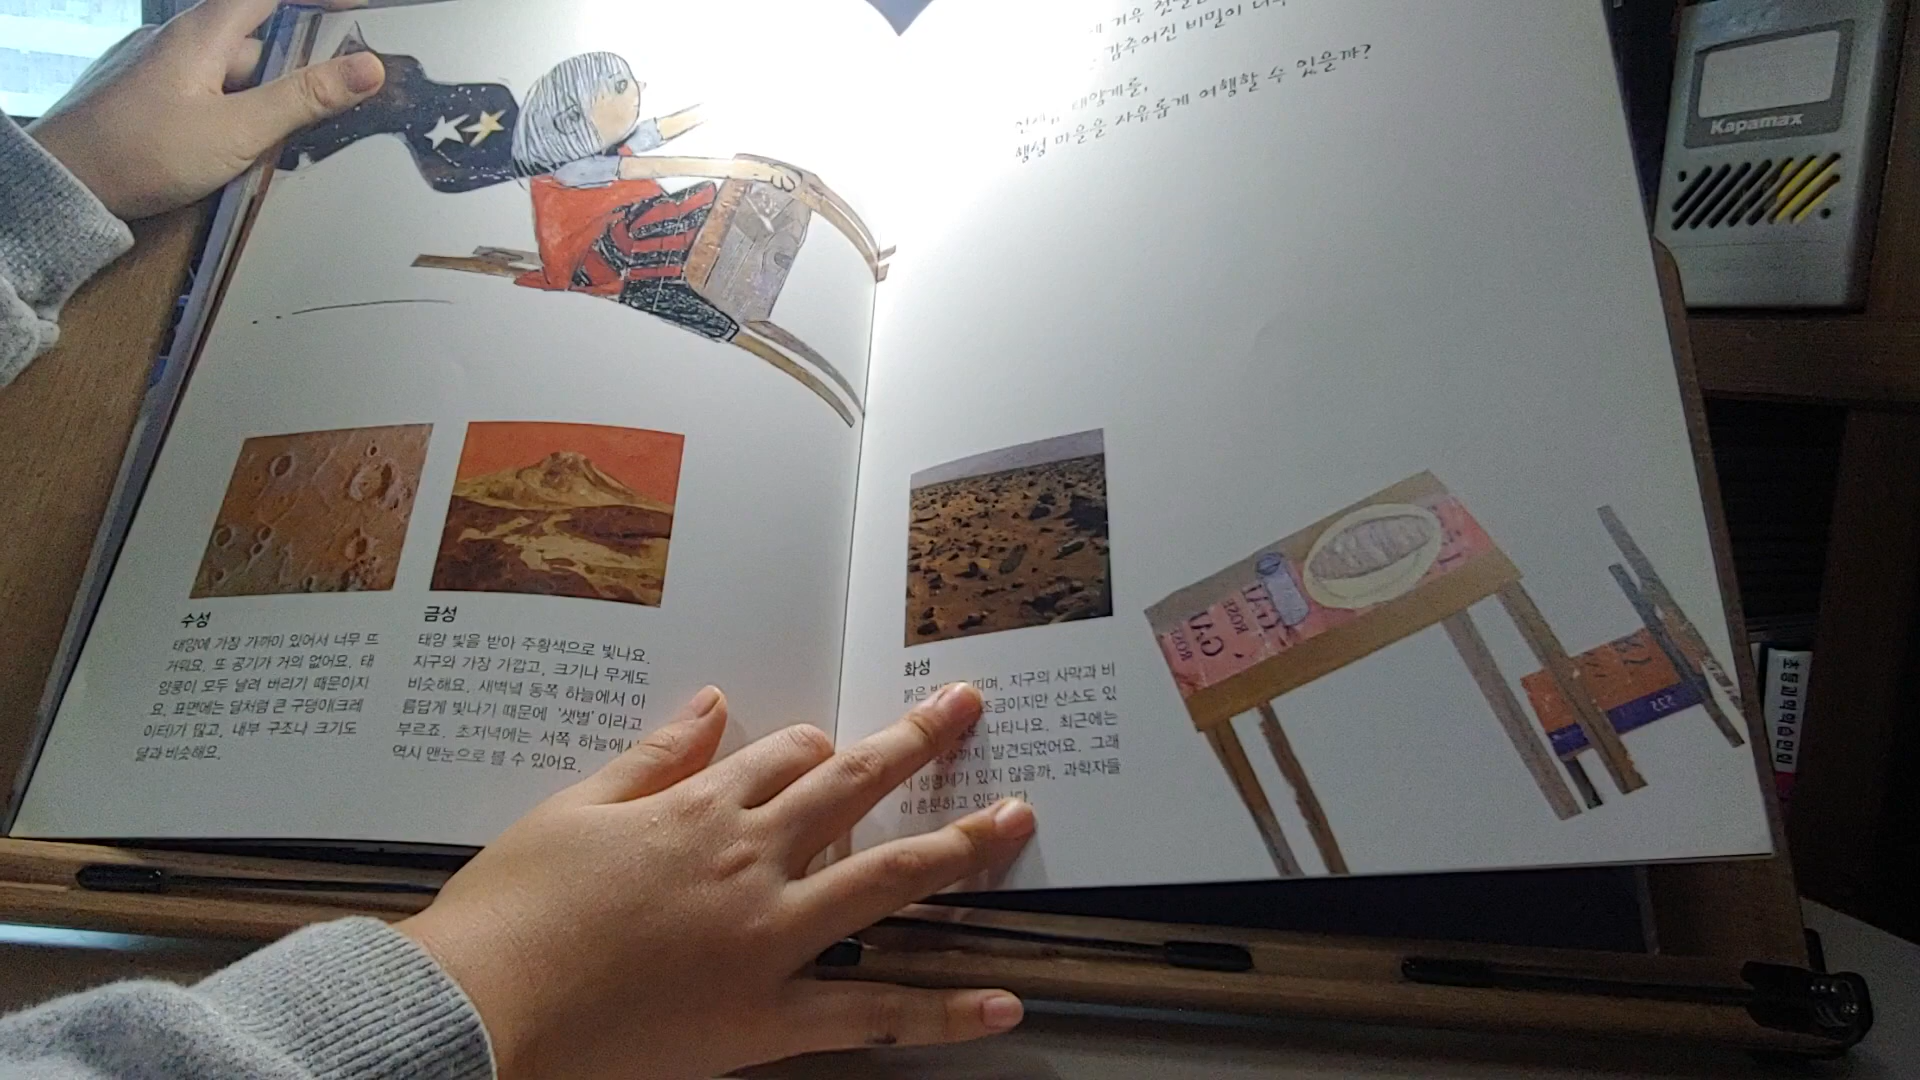 감추어진 비밀이
태양계를,
행성 마을을 자유롭게 여행할 수 있을까?
수성
태양에 가장 가까이 있어서 너무 뜨
거워요. 또 공기가 거의 없어요. 태
양풍이 모두 날려 버리기 때문이지
요. 표면에는 달처럼 큰 구덩이(크레
이터)가 많고, 내부 구조나 크기도
달과 비슷해요.
금성
태양 빛을 받아 주황색으로 빛나요.
지구와 가장 가깝고, 크기나 무게도
비슷해요. 새벽녘 동쪽 하늘에서 아
름답게 빛나기 때문에 '샛별'이라고
부르죠. 초저녁에는 서쪽 하늘에서
역시 맨눈으로 볼 수 있어요.
화성
붉은 띠며, 지구의 사막과 비
조금이지만 산소도 있
나타나요. 최근에는
발견되었어요. 그래
생명체가 있지 않을까, 과학자들
이 흥분하고 있답니다.
Kapamax
초등과학학습만화